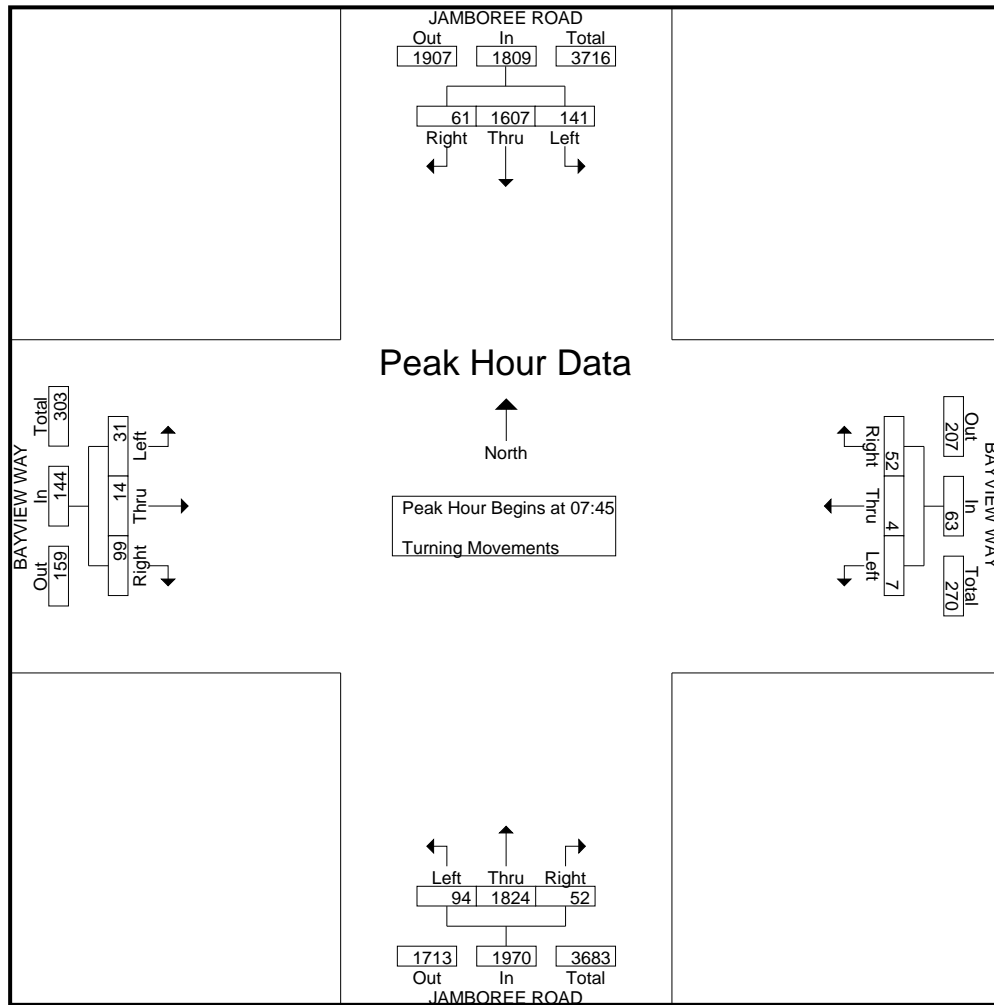 JAMBOREE ROAD
Out In Total
1907 1809 3716
61 1607 141
Right Thru Left
Peak Hour Data
North
Peak Hour Begins at 07:45
Turning Movements
BAYVIEW WAY
Out In Total
159 144 303
31 14 99
Left Thru Right
BAYVIEW WAY
Out In Total
207 63 270
52 4 7
Right Thru Left
Left Thru Right
94 1824 52
1713 1970 3683
Out In Total
JAMBOREE ROAD